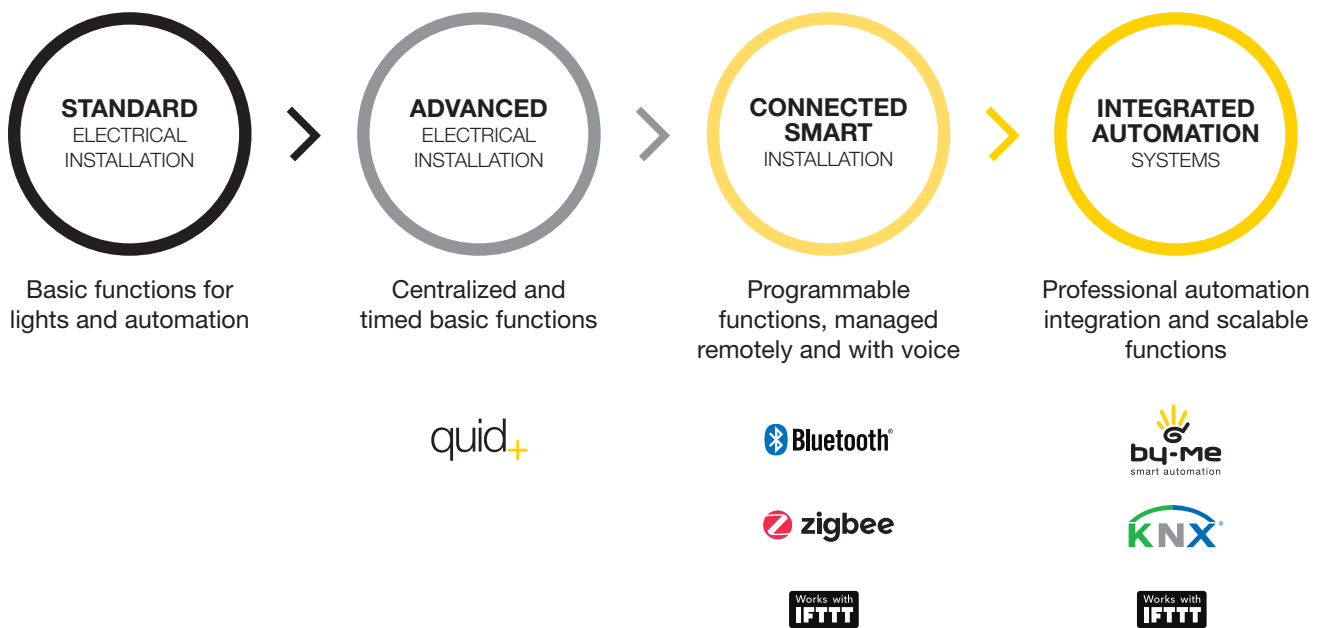 STANDARD
ELECTRICAL
INSTALLATION
ADVANCED
ELECTRICAL
INSTALLATION
CONNECTED
SMART
INSTALLATION
INTEGRATED
AUTOMATION
SYSTEMS
Basic functions for
lights and automation
Centralized and
timed basic functions
Programmable
functions, managed
remotely and with voice
Professional automation
integration and scalable
functions
quid+
Bluetooth®
by-me
smart automation
zigbee
KNX®
Works with
IFTTT
Works with
IFTTT